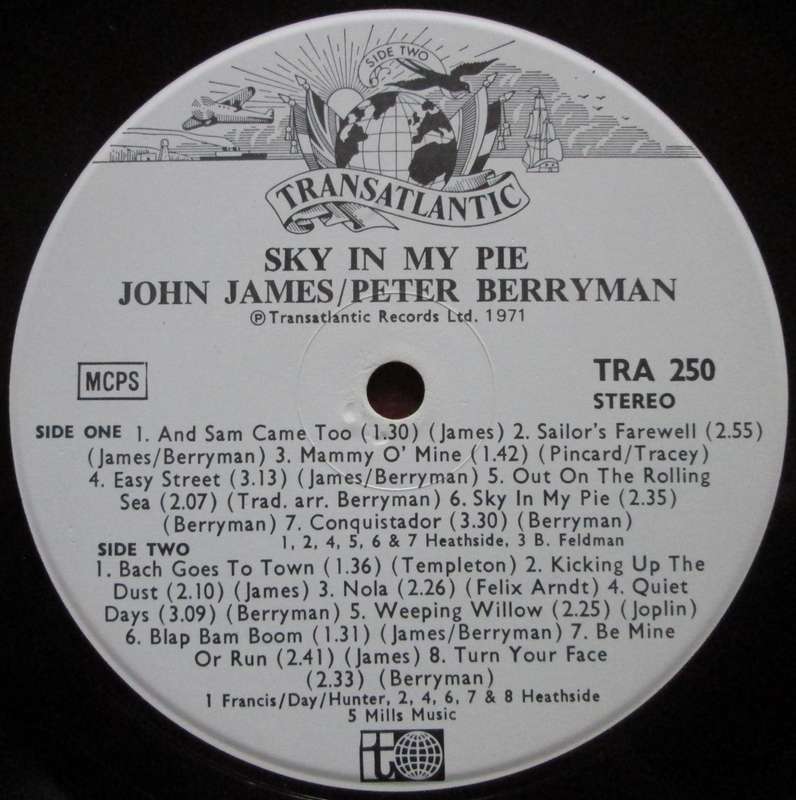 SIDE TWO
TRANSATLANTIC
SKY IN MY PIE
JOHN JAMES/PETER BERRYMAN
Ⓟ Transatlantic Records Ltd. 1971
MCPS
TRA 250
STEREO
SIDE ONE 1. And Sam Came Too (1.30) (James) 2. Sailor's Farewell (2.55)
(James/Berryman) 3. Mammy O' Mine (1.42) (Pincard/Tracey)
4. Easy Street (3.13) (James/Berryman) 5. Out On The Rolling
Sea (2.07) (Trad. arr. Berryman) 6. Sky In My Pie (2.35)
(Berryman) 7. Conquistador (3.30) (Berryman)
1, 2, 4, 5, 6 & 7 Heathside, 3 B. Feldman
SIDE TWO
1. Bach Goes To Town (1.36) (Templeton) 2. Kicking Up The
Dust (2.10) (James) 3. Nola (2.26) (Felix Arndt) 4. Quiet
Days (3.09) (Berryman) 5. Weeping Willow (2.25) (Joplin)
6. Blap Bam Boom (1.31) (James/Berryman) 7. Be Mine
Or Run (2.41) (James) 8. Turn Your Face
(2.33) (Berryman)
1 Francis/Day/Hunter, 2, 4, 6, 7 & 8 Heathside
5 Mills Music
t